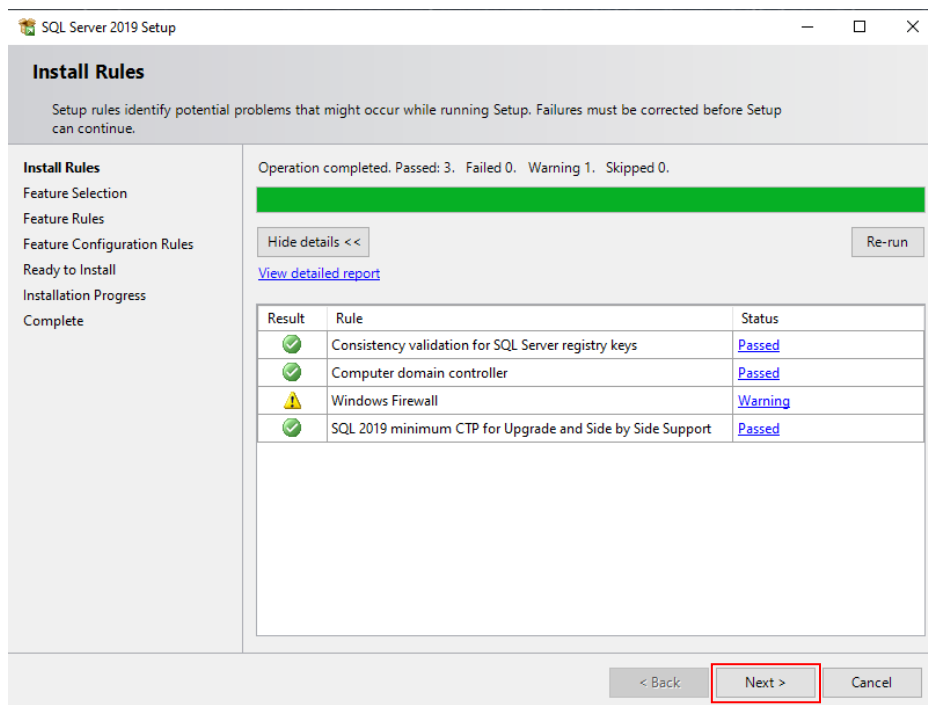 SQL Server 2019 Setup
Install Rules
Setup rules identify potential problems that might occur while running Setup. Failures must be corrected before Setup
can continue.
Install Rules
Feature Selection
Feature Rules
Feature Configuration Rules
Ready to Install
Installation Progress
Complete
Operation completed. Passed: 3. Failed 0. Warning 1. Skipped 0.
Hide details << Re-run
View detailed report
Result Rule Status
Consistency validation for SQL Server registry keys Passed
Computer domain controller Passed
Windows Firewall Warning
SQL 2019 minimum CTP for Upgrade and Side by Side Support Passed
< Back Next > Cancel